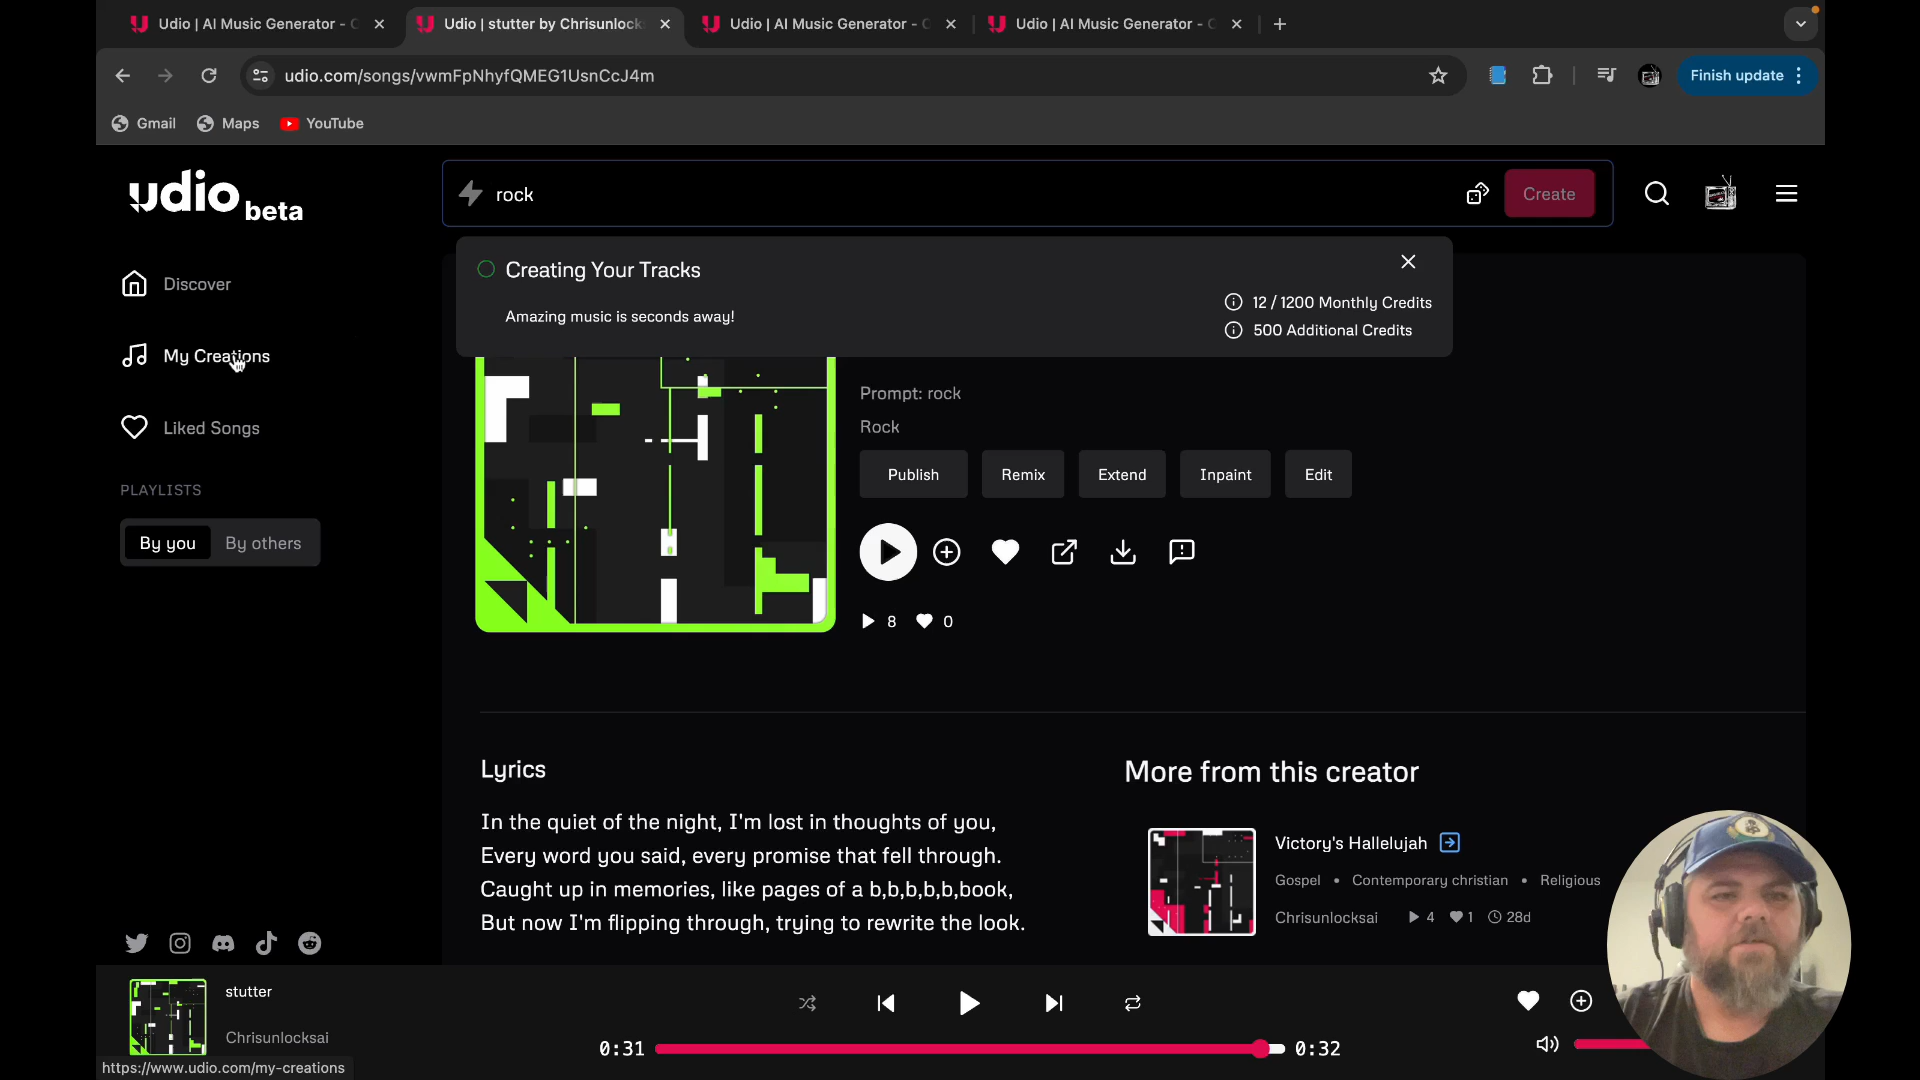 Udio | AI Music Generator - C
Udio | stutter by Chrisunlock
Udio | AI Music Generator - C
Udio | AI Music Generator - C
udio.com/songs/vwmFpNhyfQMEG1UsnCcJ4m
Finish update
Gmail
Maps
YouTube
udio beta
rock
Create
Discover
My Creations
Liked Songs
PLAYLISTS
By you
By others
Creating Your Tracks
Amazing music is seconds away!
12 / 1200 Monthly Credits
500 Additional Credits
Prompt: rock
Rock
Publish
Remix
Extend
Inpaint
Edit
8
0
Lyrics
In the quiet of the night, I'm lost in thoughts of you,
Every word you said, every promise that fell through.
Caught up in memories, like pages of a b,b,b,b,b,book,
But now I'm flipping through, trying to rewrite the look.
More from this creator
Victory's Hallelujah
Gospel • Contemporary christian • Religious
Chrisunlocksai 4 1 28d
stutter
Chrisunlocksai
0:31
0:32
https://www.udio.com/my-creations